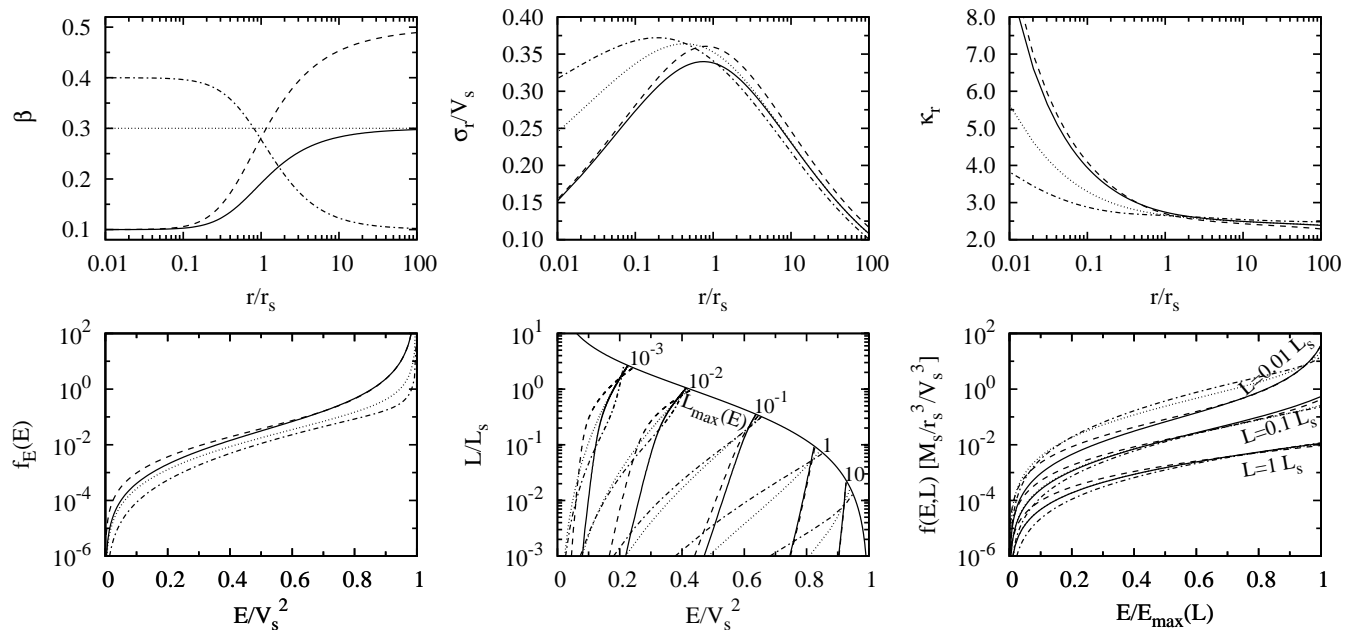 0.5
0.4
0.3
0.2
0.1
β
0.01 0.1 1 10 100
r/r_s
0.40
0.35
0.30
0.25
0.20
0.15
0.10
σ_r/V_s
0.01 0.1 1 10 100
r/r_s
8.0
7.0
6.0
5.0
4.0
3.0
2.0
κ_r
0.01 0.1 1 10 100
r/r_s
10^2
10^0
10^-2
10^-4
10^-6
f_E(E)
0 0.2 0.4 0.6 0.8 1
E/V_s^2
10^1
10^0
10^-1
10^-2
10^-3
L/L_s
10^-3
10^-2
L_max(E)
10^-1
1
10
0 0.2 0.4 0.6 0.8 1
E/V_s^2
10^2
10^0
10^-2
10^-4
10^-6
f(E,L) [M_s/r_s^3/V_s^3]
L=0.01 L_s
L=0.1 L_s
L=1 L_s
0 0.2 0.4 0.6 0.8 1
E/E_max(L)